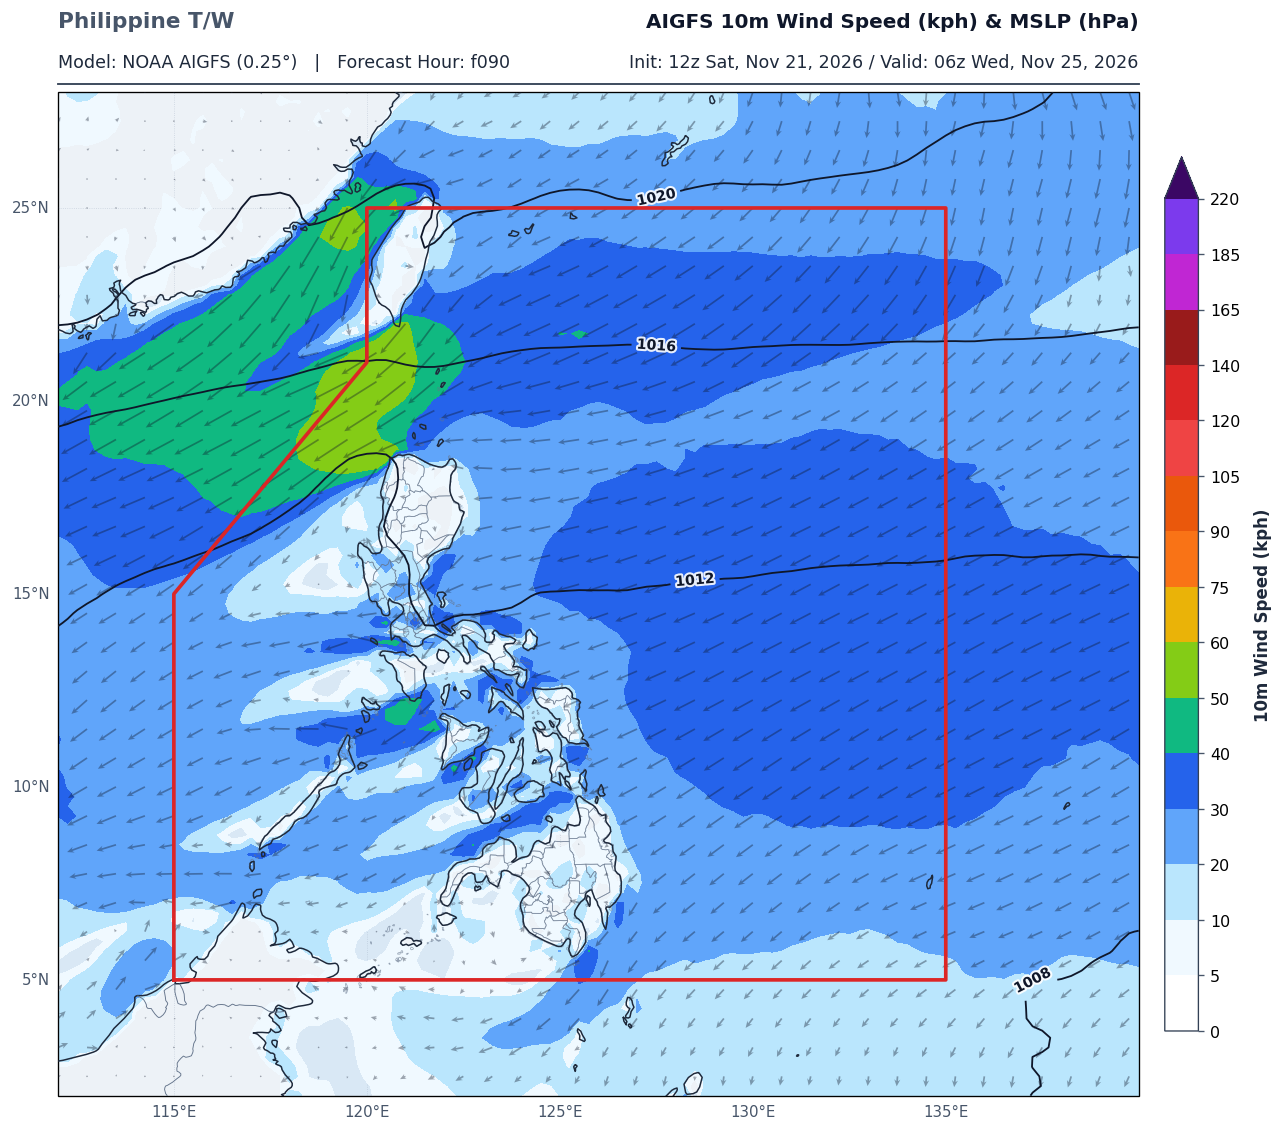 Philippine T/W
AIGFS 10m Wind Speed (kph) & MSLP (hPa)
Model: NOAA AIGFS (0.25°) | Forecast Hour: f090
Init: 12z Sat, Nov 21, 2026 / Valid: 06z Wed, Nov 25, 2026
25°N
20°N
15°N
10°N
5°N
115°E
120°E
125°E
130°E
135°E
1020
1016
1012
1008
220
185
165
140
120
105
90
75
60
50
40
30
20
10
5
0
10m Wind Speed (kph)